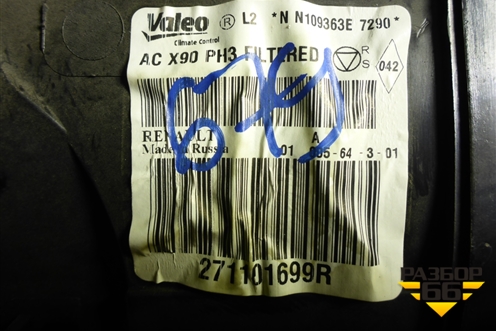 Valeo ® L2 *N N109363E 7290*
Climate Control
AC X90 PH3 FILTERED R S 042
679
RENAULT A
Made in Russia 01 -64 -3 -01
271101699R
РАЗБОР
66